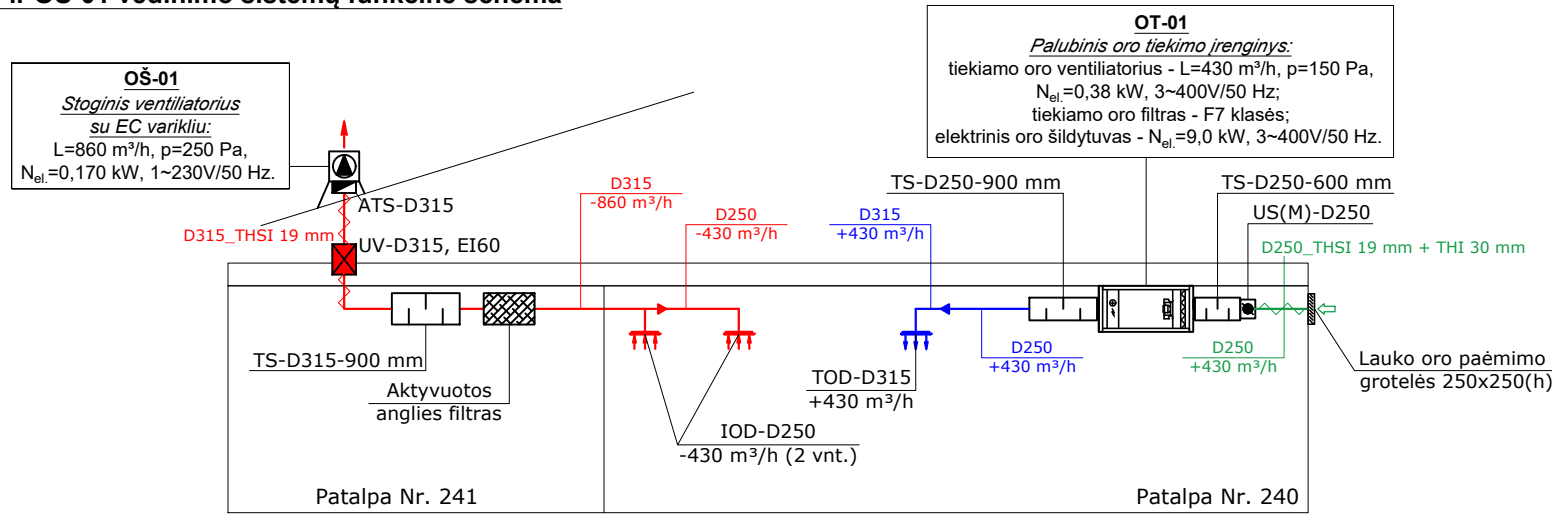 OŠ-01 vėdinimo sistemų funkcinė schema
OŠ-01
Stoginis ventiliatorius
su EC varikliu:
L=860 m³/h, p=250 Pa,
Nel.=0,170 kW, 1~230V/50 Hz.
OT-01
Palubinis oro tiekimo įrenginys:
tiekiamo oro ventiliatorius - L=430 m³/h, p=150 Pa,
Nel.=0,38 kW, 3~400V/50 Hz;
tiekiamo oro filtras - F7 klasės;
elektrinis oro šildytuvas - Nel.=9,0 kW, 3~400V/50 Hz.
ATS-D315
D315_THSI 19 mm
UV-D315, EI60
D315
-860 m³/h
D250
-430 m³/h
D315
+430 m³/h
TS-D250-900 mm
TS-D250-600 mm
US(M)-D250
D250_THSI 19 mm + THI 30 mm
TS-D315-900 mm
Aktyvuotos
anglies filtras
IOD-D250
-430 m³/h (2 vnt.)
TOD-D315
+430 m³/h
D250
+430 m³/h
D250
+430 m³/h
Lauko oro paėmimo
grotelės 250x250(h)
Patalpa Nr. 241
Patalpa Nr. 240